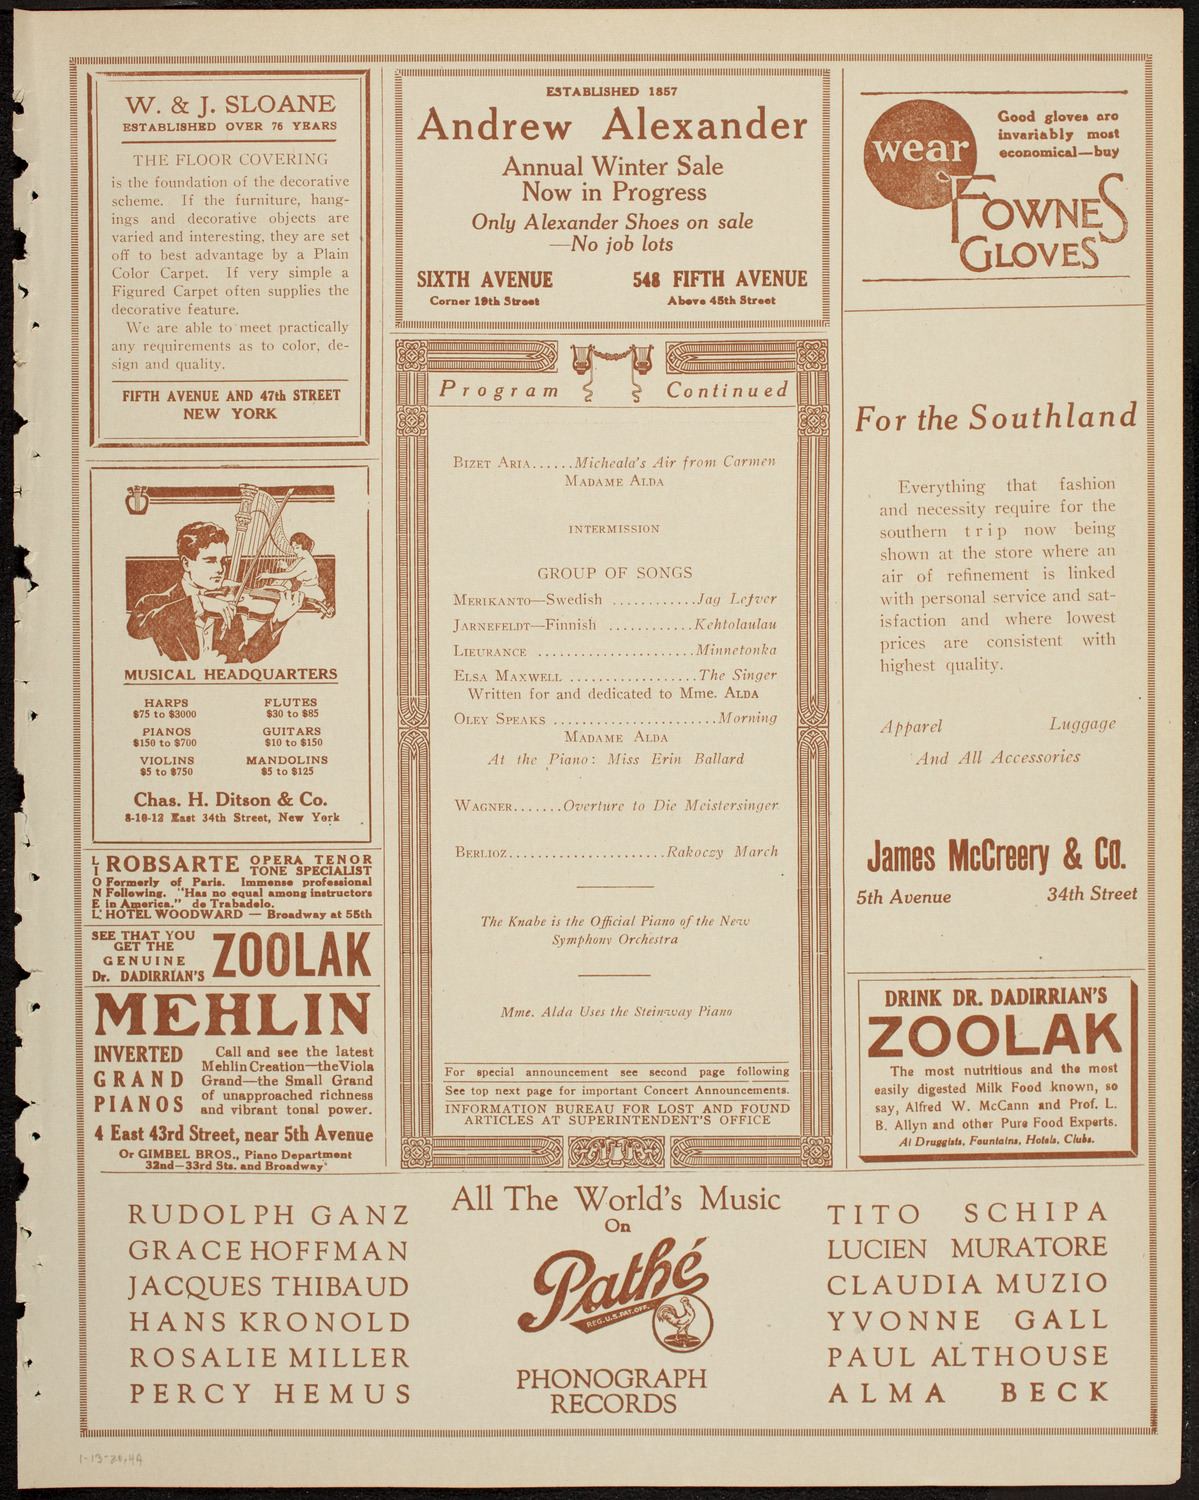 W. & J. SLOANE
ESTABLISHED OVER 76 YEARS
THE FLOOR COVERING
is the foundation of the decorative
scheme. If the furniture, hang-
ings and decorative objects are
varied and interesting, they are set
off to best advantage by a Plain
Color Carpet. If very simple a
Figured Carpet often supplies the
decorative feature.
We are able to meet practically
any requirements as to color, de-
sign and quality.
FIFTH AVENUE AND 47th STREET
NEW YORK
MUSICAL HEADQUARTERS
HARPS
$75 to $3000
FLUTES
$30 to $85
PIANOS
$150 to $700
GUITARS
$10 to $150
VIOLINS
$5 to $750
MANDOLINS
$5 to $125
Chas. H. Ditson & Co.
8-10-12 East 34th Street, New York
LIONEL ROBSARTE OPERA TENOR
TONE SPECIALIST
Formerly of Paris. Immense professional
Following. "Has no equal among instructors
in America." de Trabadelo.
HOTEL WOODWARD — Broadway at 55th
SEE THAT YOU
GET THE
GENUINE
Dr. DADIRRIAN'S
ZOOLAK
MEHLIN
INVERTED
GRAND
PIANOS
Call and see the latest
Mehlin Creation—the Viola
Grand—the Small Grand
of unapproached richness
and vibrant tonal power.
4 East 43rd Street, near 5th Avenue
Or GIMBEL BROS., Piano Department
32nd—33rd Sts. and Broadway
ESTABLISHED 1857
Andrew Alexander
Annual Winter Sale
Now in Progress
Only Alexander Shoes on sale
—No job lots
SIXTH AVENUE
Corner 19th Street
548 FIFTH AVENUE
Above 45th Street
Program Continued
BIZET ARIA......Micheala's Air from Carmen
MADAME ALDA
INTERMISSION
GROUP OF SONGS
MERIKANTO—Swedish ............Jag Lefver
JARNEFELDT—Finnish ............Kehtolaulau
LIEURANCE .......................Minnetonka
ELSA MAXWELL ..................The Singer
Written for and dedicated to Mme. ALDA
OLEY SPEAKS .......................Morning
MADAME ALDA
At the Piano: Miss Erin Ballard
WAGNER.......Overture to Die Meistersinger
BERLIOZ.......................Rakoczy March
The Knabe is the Official Piano of the New
Symphony Orchestra
Mme. Alda Uses the Steinway Piano
For special announcement see second page following
See top next page for important Concert Announcements.
INFORMATION BUREAU FOR LOST AND FOUND
ARTICLES AT SUPERINTENDENT'S OFFICE
wear
Good gloves are
invariably most
economical—buy
FOWNES
GLOVES
For the Southland
Everything that fashion
and necessity require for the
southern trip now being
shown at the store where an
air of refinement is linked
with personal service and sat-
isfaction and where lowest
prices are consistent with
highest quality.
Apparel Luggage
And All Accessories
James McCreery & Co.
5th Avenue 34th Street
DRINK DR. DADIRRIAN'S
ZOOLAK
The most nutritious and the most
easily digested Milk Food known, so
say, Alfred W. McCann and Prof. L.
B. Allyn and other Pure Food Experts.
At Druggists, Fountains, Hotels, Clubs.
RUDOLPH GANZ
GRACE HOFFMAN
JACQUES THIBAUD
HANS KRONOLD
ROSALIE MILLER
PERCY HEMUS
All The World's Music
On
Pathé
REG. U.S. PAT. OFF.
PHONOGRAPH
RECORDS
TITO SCHIPA
LUCIEN MURATORE
CLAUDIA MUZIO
YVONNE GALL
PAUL ALTHOUSE
ALMA BECK
1-13-20.4A